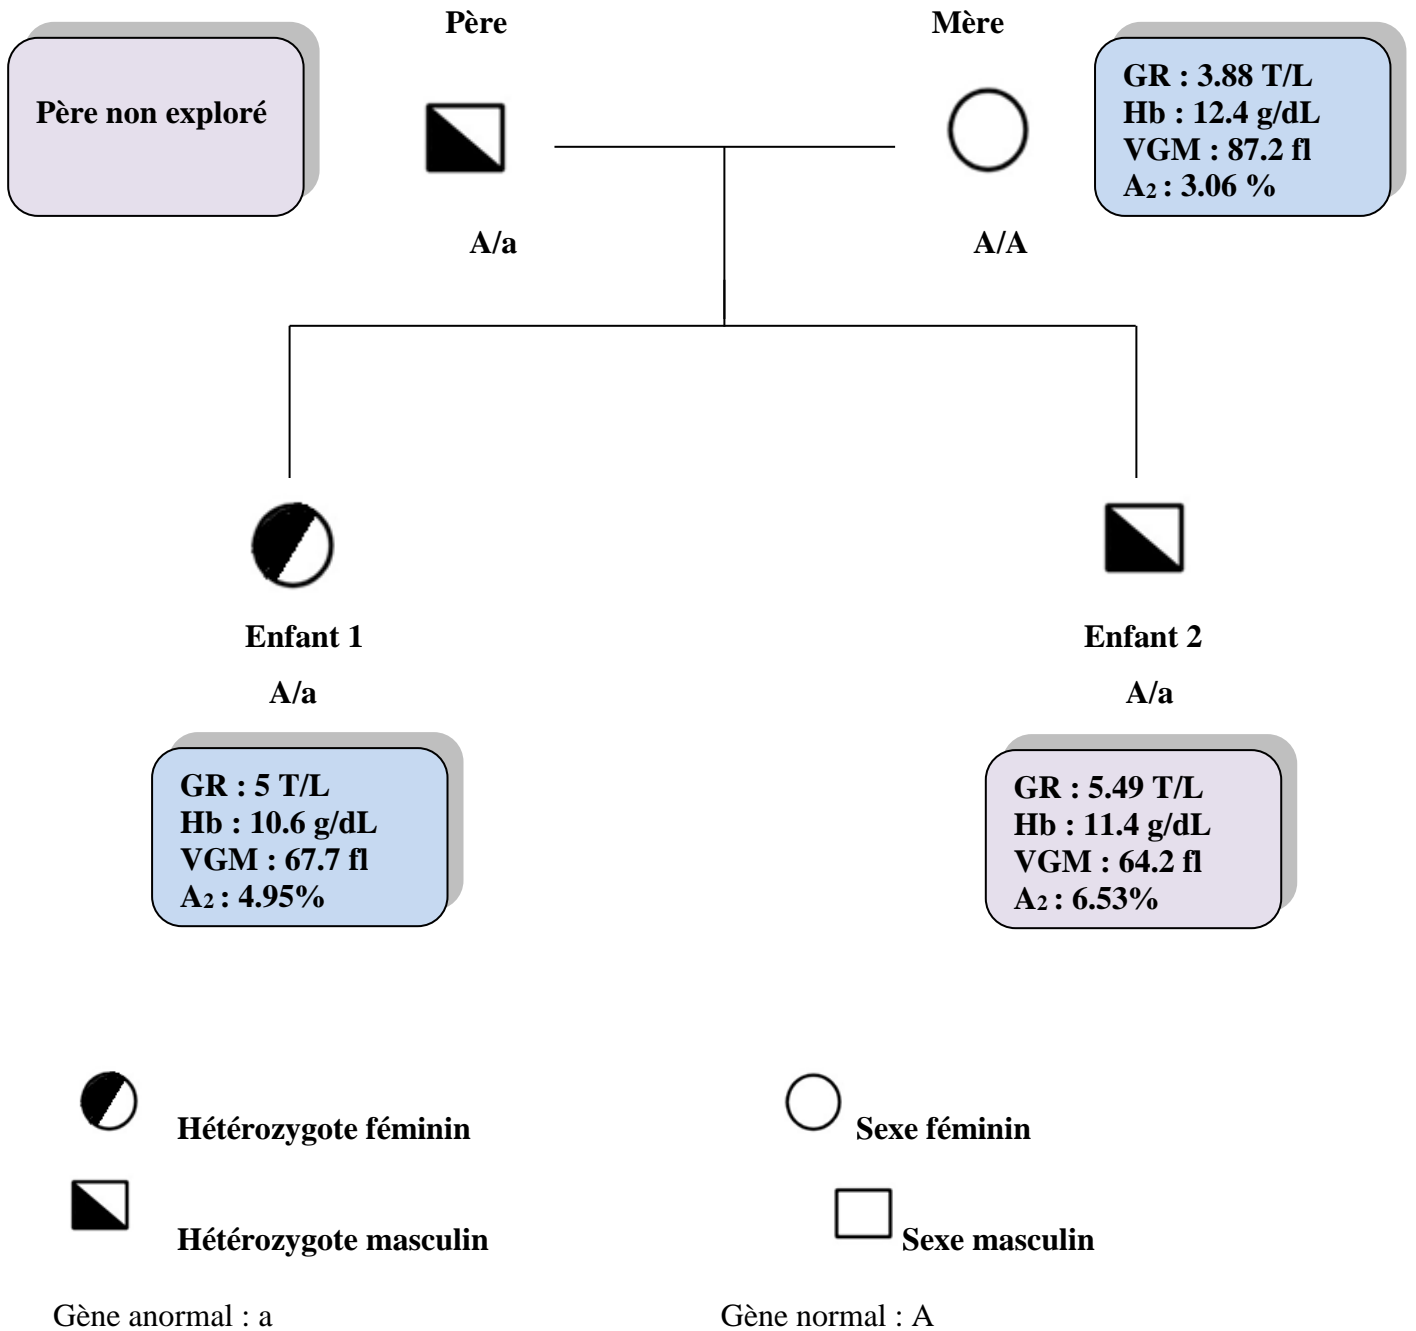 Père
Mère
Père non exploré
GR : 3.88 T/L
Hb : 12.4 g/dL
VGM : 87.2 fl
A₂ : 3.06 %
A/a
A/A
Enfant 1
Enfant 2
A/a
A/a
GR : 5 T/L
Hb : 10.6 g/dL
VGM : 67.7 fl
A₂ : 4.95%
GR : 5.49 T/L
Hb : 11.4 g/dL
VGM : 64.2 fl
A₂ : 6.53%
Hétérozygote féminin
Sexe féminin
Hétérozygote masculin
Sexe masculin
Gène anormal : a
Gène normal : A